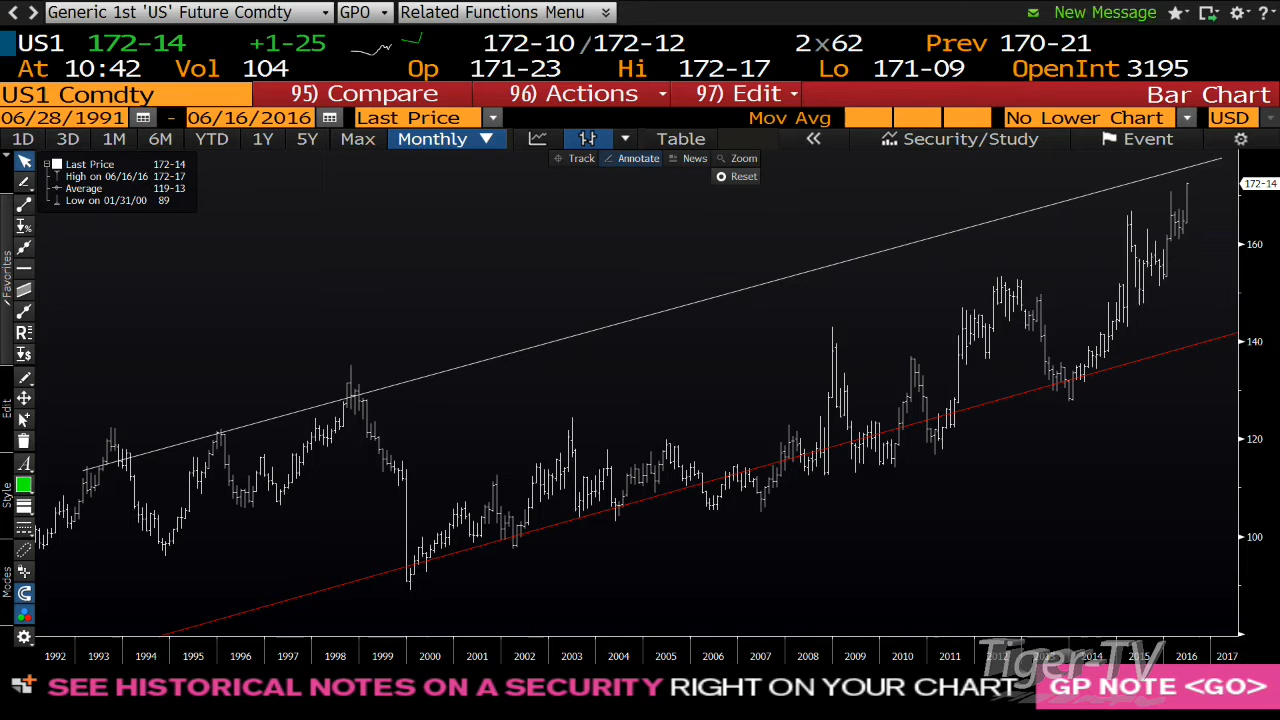 Generic 1st 'US' Future Comdty GPO Related Functions Menu New Message ?
US1 172-14 +1-25 172-10 /172-12 2x62 Prev 170-21
At 10:42 Vol 104 Op 171-23 Hi 172-17 Lo 171-09 OpenInt 3195
US1 Comdty 95) Compare 96) Actions 97) Edit Bar Chart
06/28/1991 - 06/16/2016 Last Price Mov Avg No Lower Chart USD
1D 3D 1M 6M YTD 1Y 5Y Max Monthly Table Security/Study Event
Track Annotate News Zoom
Reset
Last Price 172-14
High on 06/16/16 172-17
Average 119-13
Low on 01/31/00 89
Favorites
Edit
Style
Modes
172-14
160
140
120
100
1992 1993 1994 1995 1996 1997 1998 1999 2000 2001 2002 2003 2004 2005 2006 2007 2008 2009 2010 2011 2012 2013 2014 2015 2016 2017
Tiger-TV
SEE HISTORICAL NOTES ON A SECURITY RIGHT ON YOUR CHART GP NOTE <GO>